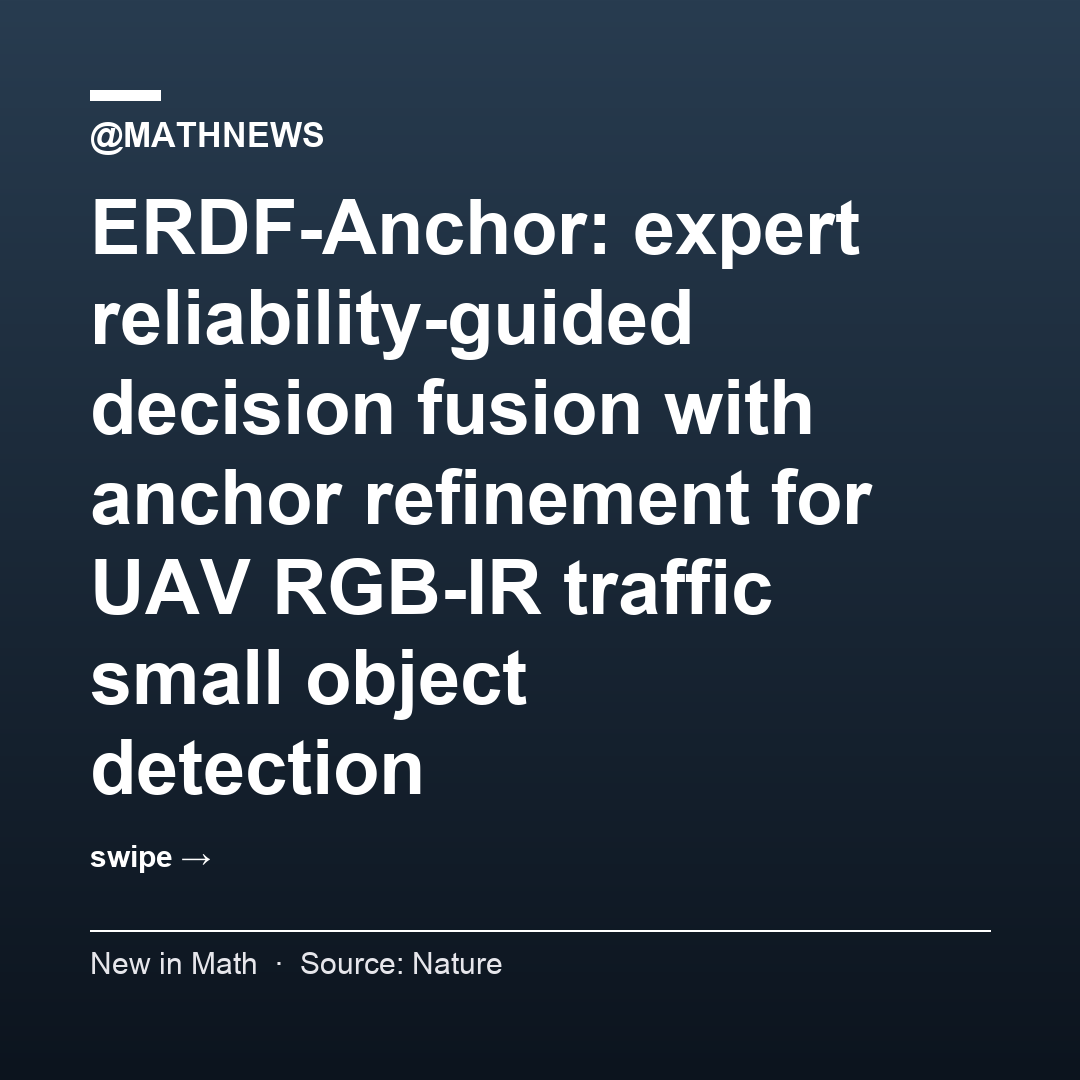 @MATHNEWS
ERDF-Anchor: expert
reliability-guided
decision fusion with
anchor refinement for
UAV RGB-IR traffic
small object
detection
swipe →
New in Math · Source: Nature